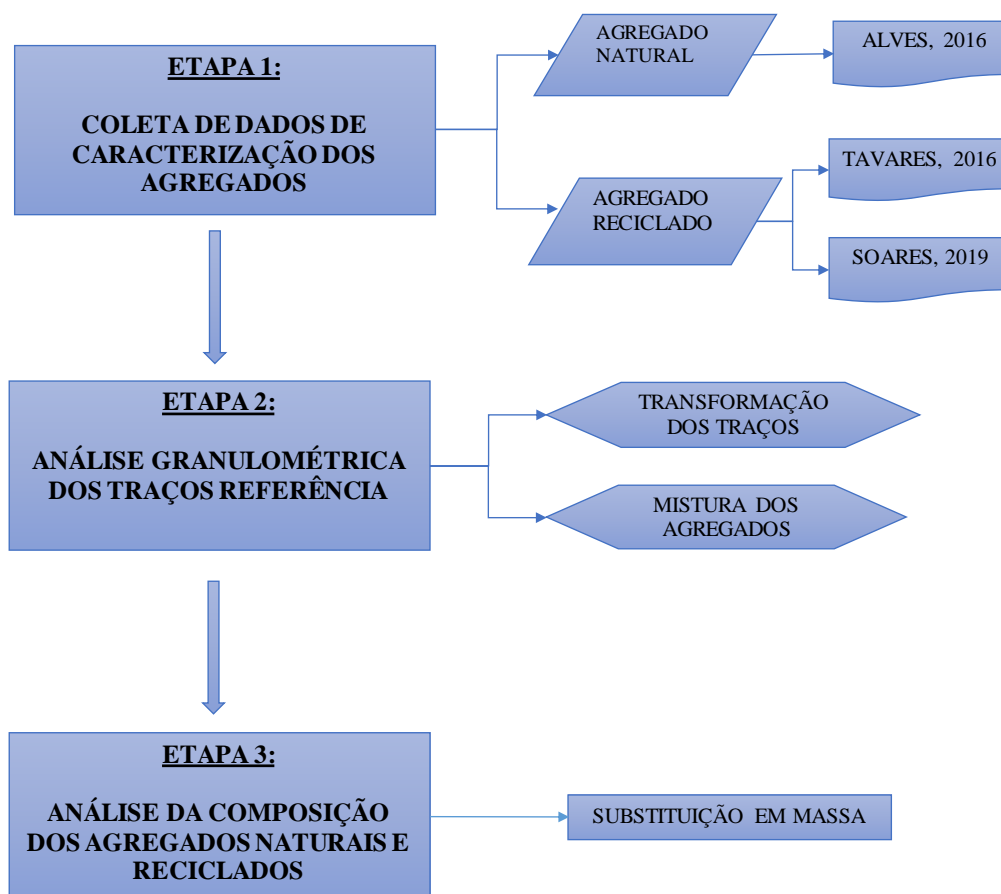 ETAPA 1:
COLETA DE DADOS DE
CARACTERIZAÇÃO DOS
AGREGADOS
AGREGADO
NATURAL
ALVES, 2016
AGREGADO
RECICLADO
TAVARES, 2016
SOARES, 2019
ETAPA 2:
ANÁLISE GRANULOMÉTRICA
DOS TRAÇOS REFERÊNCIA
TRANSFORMAÇÃO
DOS TRAÇOS
MISTURA DOS
AGREGADOS
ETAPA 3:
ANÁLISE DA COMPOSIÇÃO
DOS AGREGADOS NATURAIS E
RECICLADOS
SUBSTITUIÇÃO EM MASSA